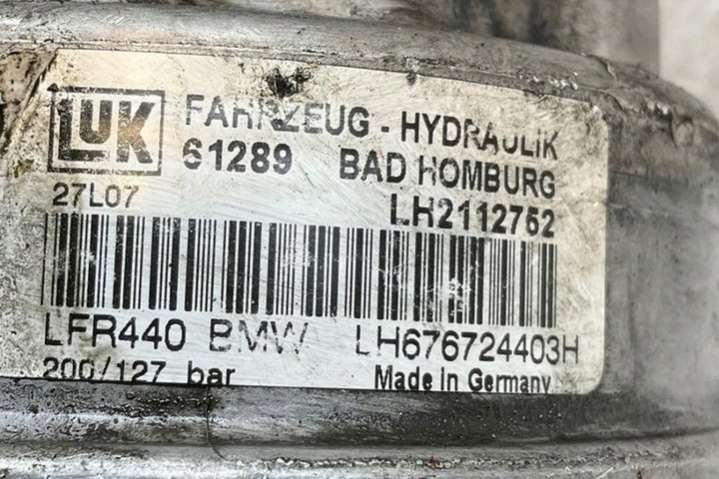 LUK
FAHRZEUG - HYDRAULIK
61289 BAD HOMBURG
27L07
LH2112752
LFR440 BMW LH676724403H
200/127 bar
Made in Germany